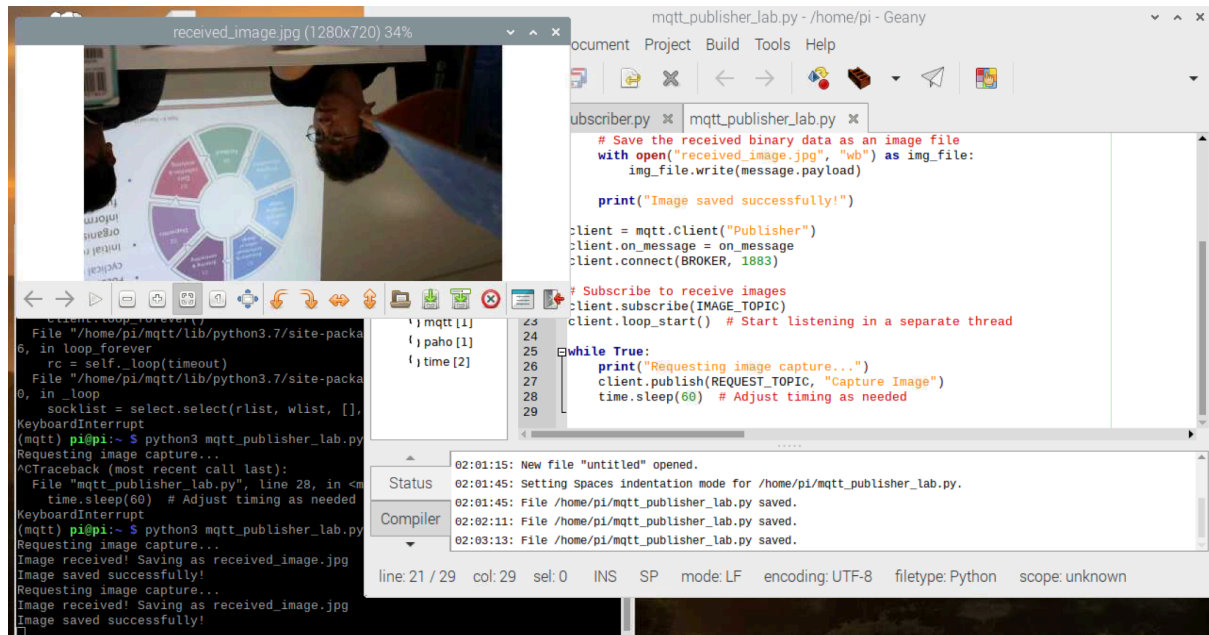 received_image.jpg (1280x720) 34%
mqtt_publisher_lab.py - /home/pi - Geany
ocument Project Build Tools Help
ubscriber.py
mqtt_publisher_lab.py
# Save the received binary data as an image file
with open("received_image.jpg", "wb") as img_file:
img_file.write(message.payload)
print("Image saved successfully!")
client = mqtt.Client("Publisher")
client.on_message = on_message
client.connect(BROKER, 1883)
# Subscribe to receive images
client.subscribe(IMAGE_TOPIC)
23 client.loop_start() # Start listening in a separate thread
24
25 while True:
26 print("Requesting image capture...")
27 client.publish(REQUEST_TOPIC, "Capture Image")
28 time.sleep(60) # Adjust timing as needed
29
mqtt [1]
paho [1]
time [2]
client.loop_forever()
File "/home/pi/mqtt/lib/python3.7/site-packa
6, in loop_forever
rc = self._loop(timeout)
File "/home/pi/mqtt/lib/python3.7/site-packa
0, in _loop
socklist = select.select(rlist, wlist, [],
KeyboardInterrupt
(mqtt) pi@pi:~ $ python3 mqtt_publisher_lab.py
Requesting image capture...
^CTraceback (most recent call last):
File "mqtt_publisher_lab.py", line 28, in <m
time.sleep(60) # Adjust timing as needed
KeyboardInterrupt
(mqtt) pi@pi:~ $ python3 mqtt_publisher_lab.py
Requesting image capture...
Image received! Saving as received_image.jpg
Image saved successfully!
Requesting image capture...
Image received! Saving as received_image.jpg
Image saved successfully!
Status
Compiler
02:01:15: New file "untitled" opened.
02:01:45: Setting Spaces indentation mode for /home/pi/mqtt_publisher_lab.py.
02:01:45: File /home/pi/mqtt_publisher_lab.py saved.
02:02:11: File /home/pi/mqtt_publisher_lab.py saved.
02:03:13: File /home/pi/mqtt_publisher_lab.py saved.
line: 21 / 29 col: 29 sel: 0 INS SP mode: LF encoding: UTF-8 filetype: Python scope: unknown